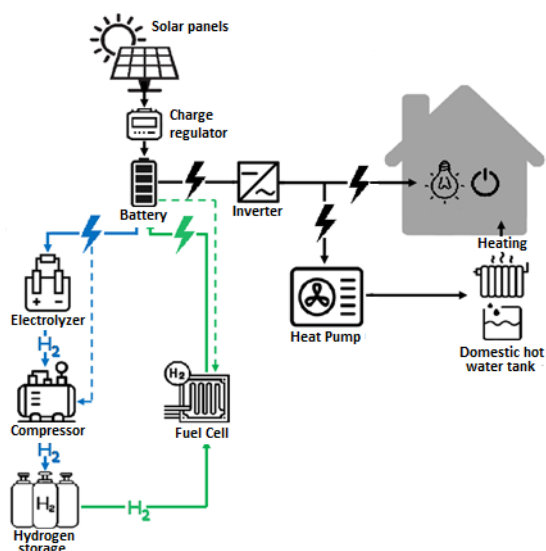 Solar panels
Charge
regulator
Battery
Inverter
Heating
Electrolyzer
Heat Pump
Domestic hot
water tank
H2
H2
Compressor
Fuel Cell
H2
H2
H2
Hydrogen
storage